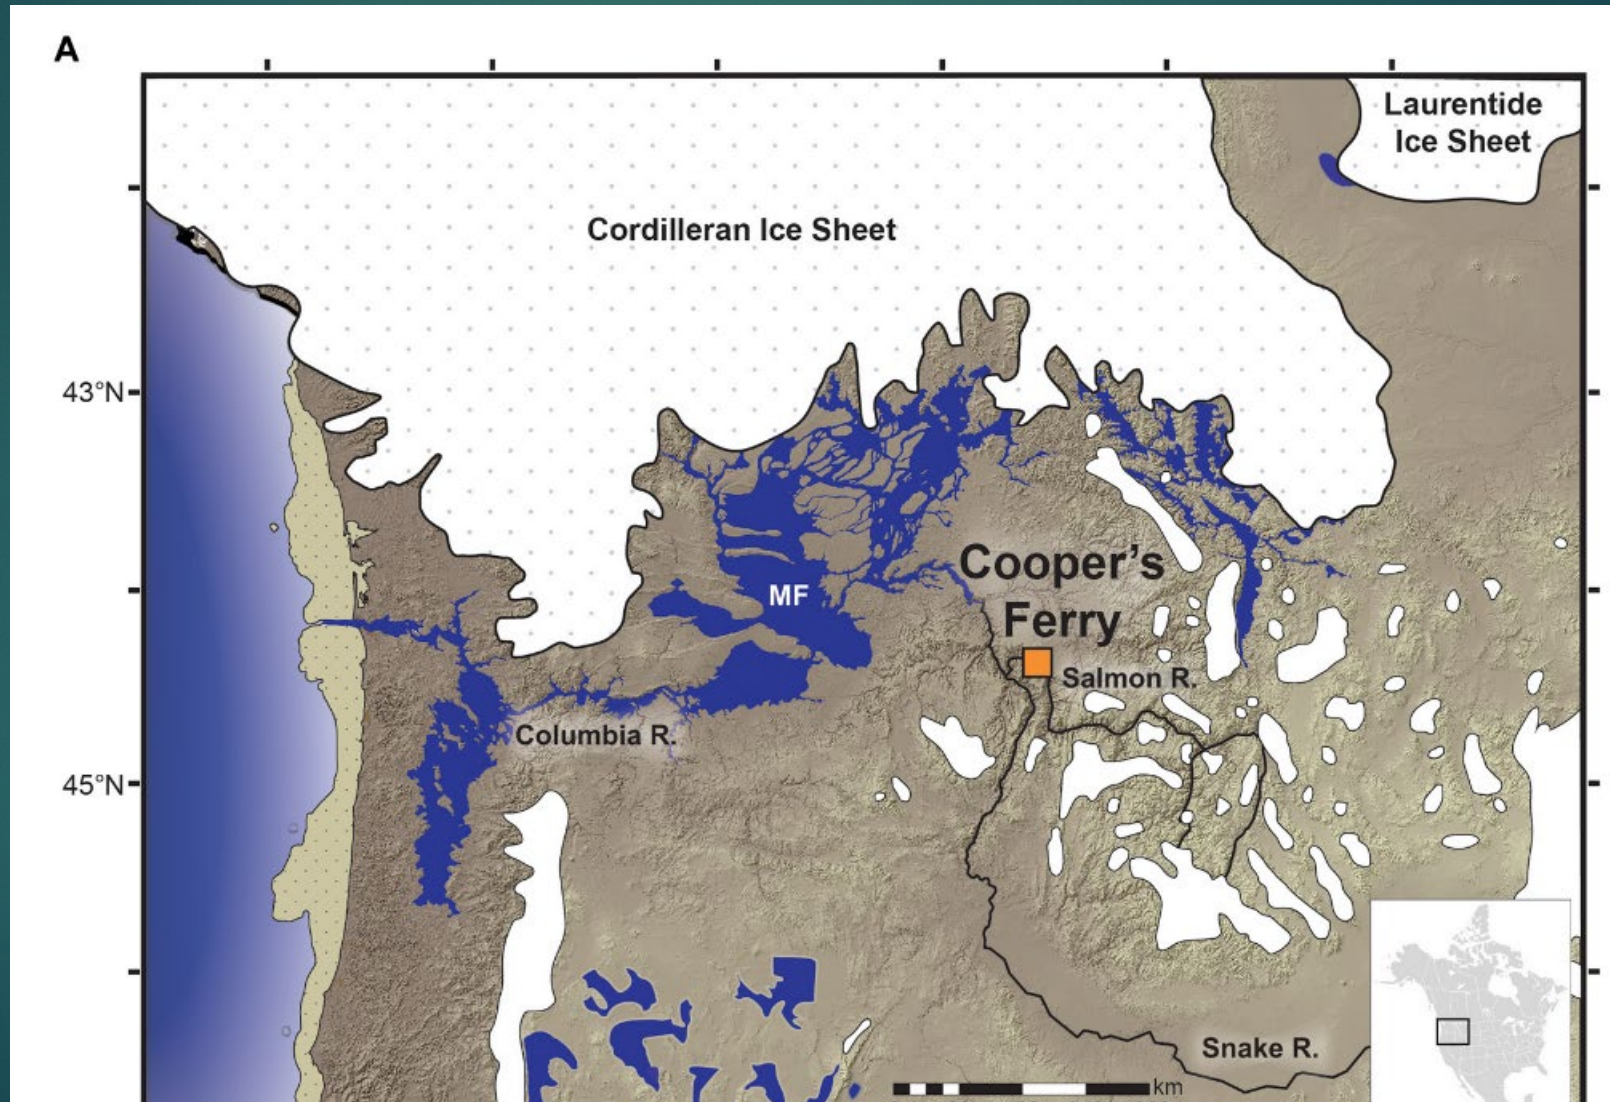 A
Laurentide
Ice Sheet
Cordilleran Ice Sheet
43°N
Cooper's
Ferry
MF
Salmon R.
Columbia R.
45°N
Snake R.
km